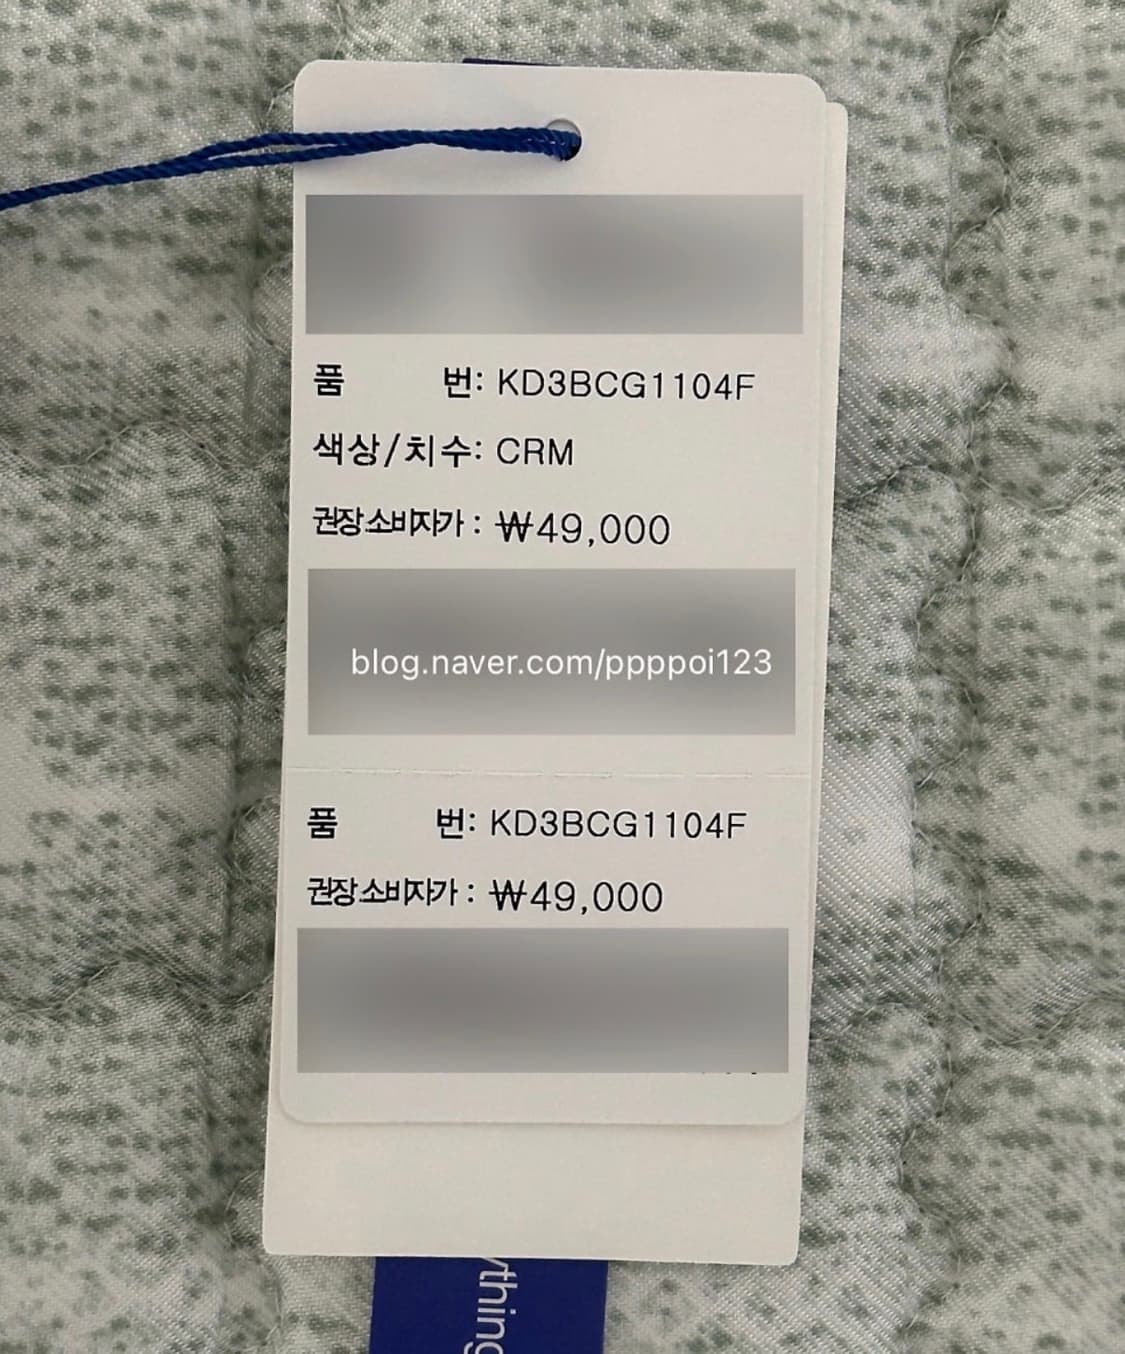 품 번: KD3BCG1104F
색상/치수: CRM
권장소비자가 : ₩49,000
blog.naver.com/ppppoi123
품 번: KD3BCG1104F
권장소비자가 : ₩49,000
ything